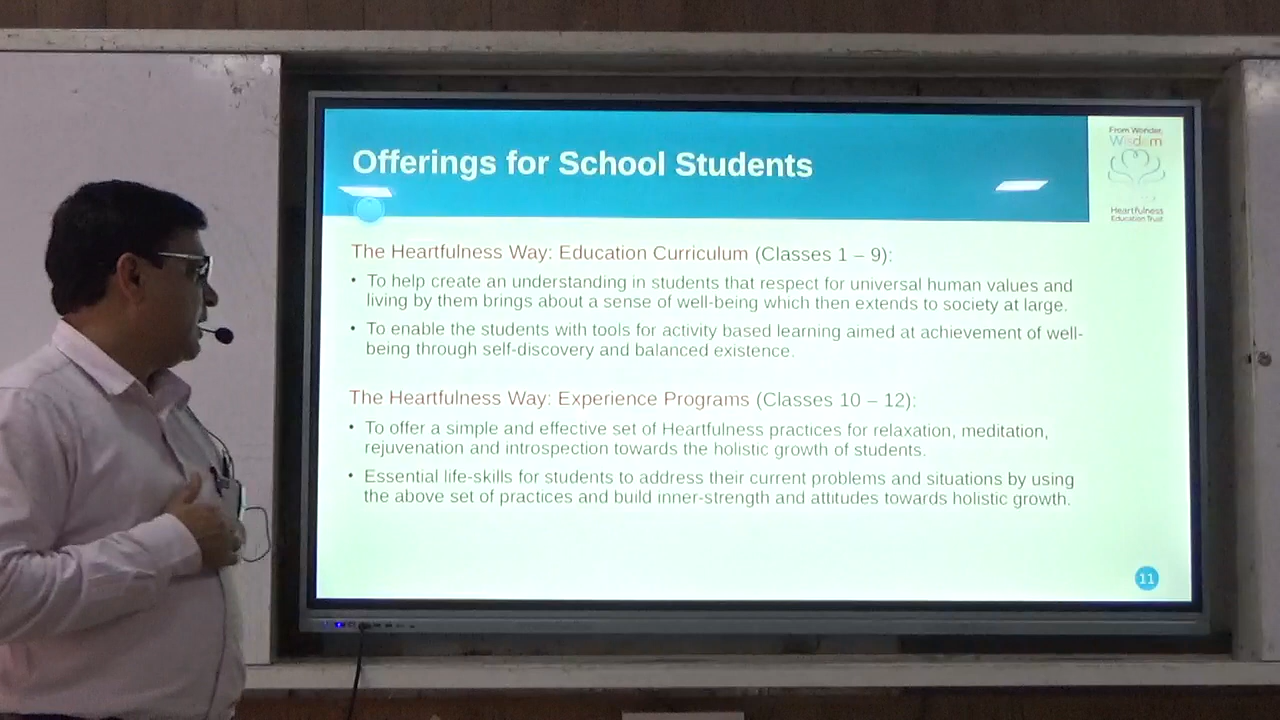 Offerings for School Students
From Wonder,
Wisdom
Heartfulness
Education Trust
The Heartfulness Way: Education Curriculum (Classes 1 – 9):
• To help create an understanding in students that respect for universal human values and
living by them brings about a sense of well-being which then extends to society at large.
• To enable the students with tools for activity based learning aimed at achievement of well-
being through self-discovery and balanced existence.
The Heartfulness Way: Experience Programs (Classes 10 – 12):
• To offer a simple and effective set of Heartfulness practices for relaxation, meditation,
rejuvenation and introspection towards the holistic growth of students.
• Essential life-skills for students to address their current problems and situations by using
the above set of practices and build inner-strength and attitudes towards holistic growth.
11